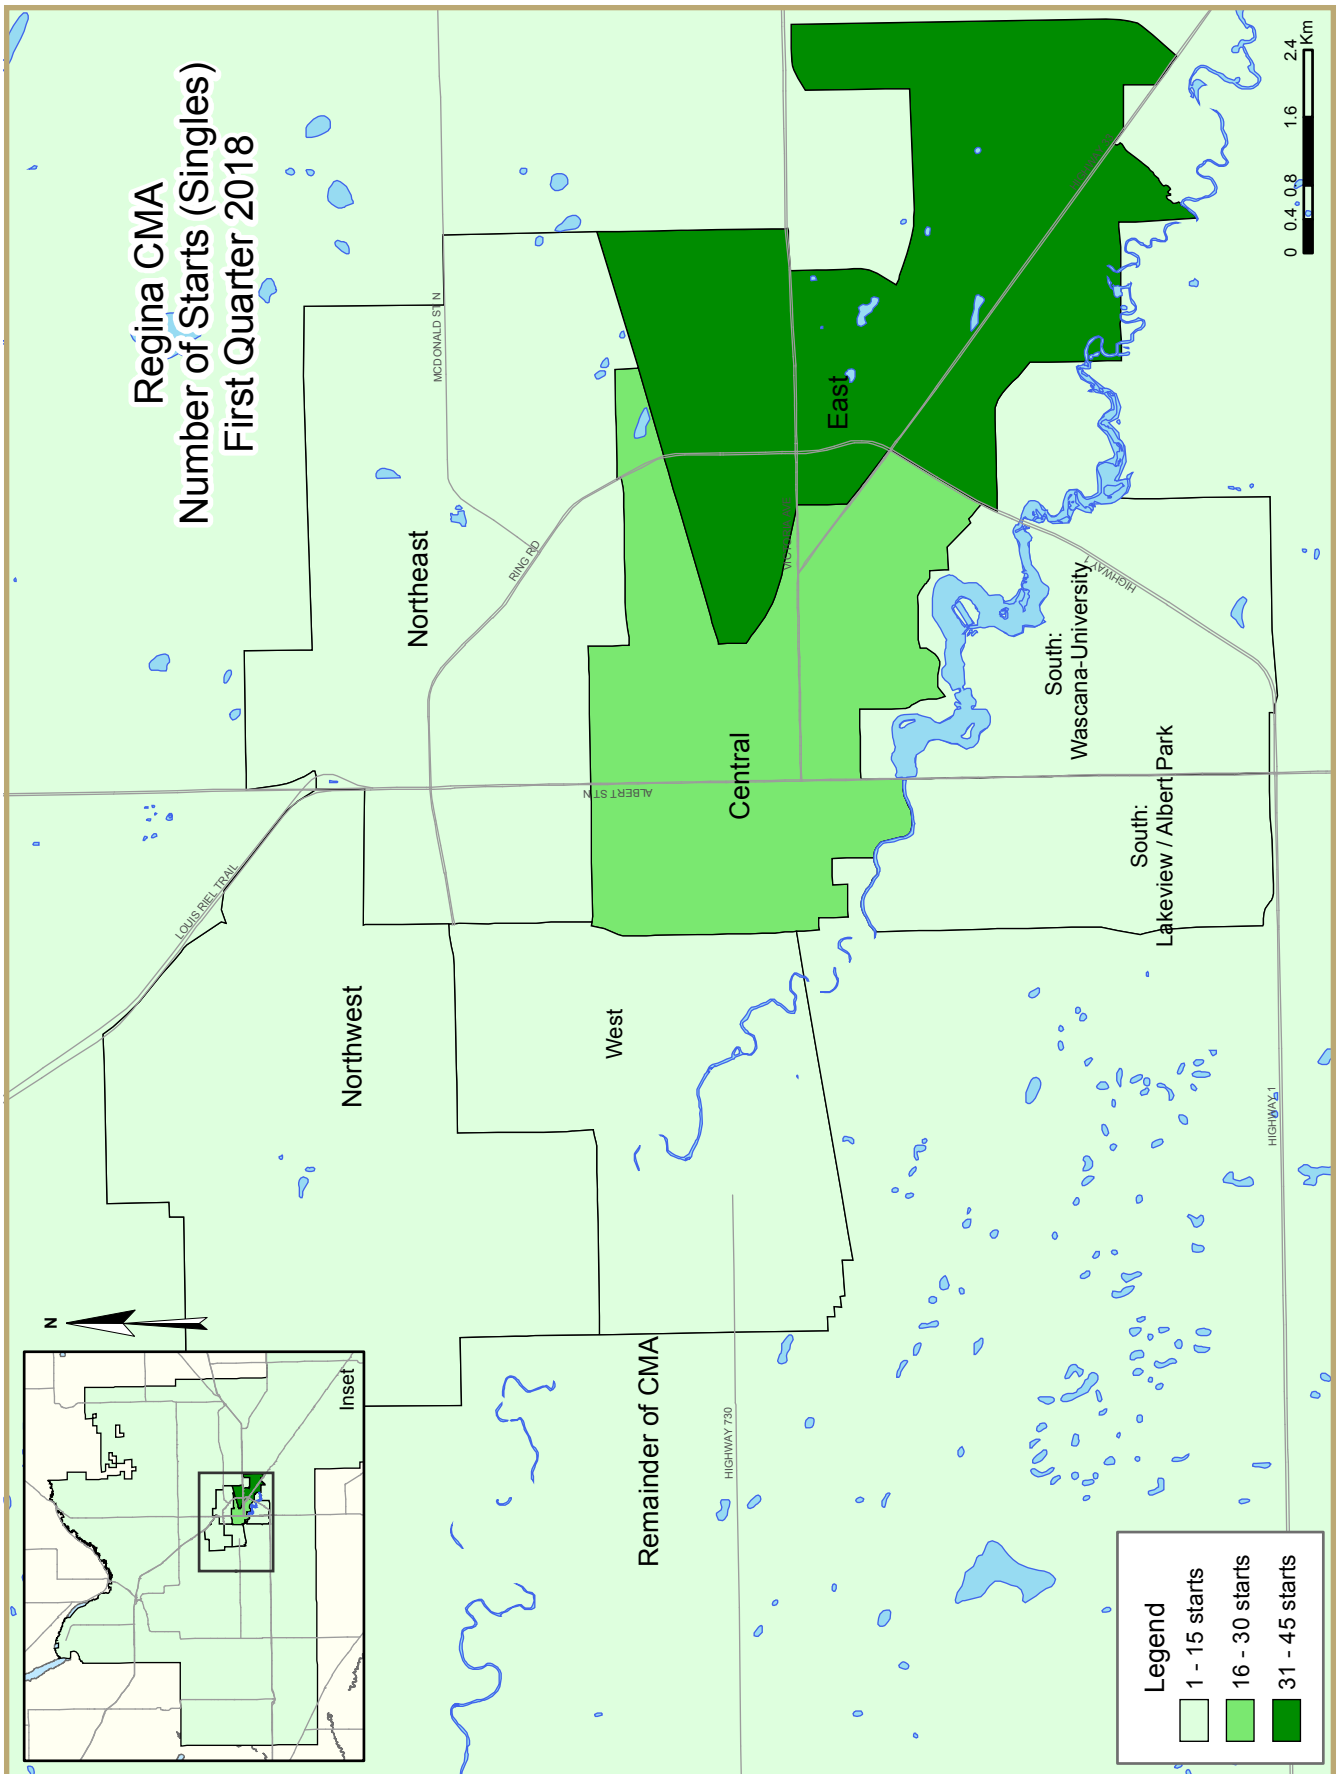 Regina CMA
Number of Starts (Singles)
First Quarter 2018
N
Inset
LOUIS RIEL TRAIL
MCDONALD ST N
RING RD
ALBERT ST N
HIGHWAY 730
HIGHWAY 1
HIGHWAY 1
Northwest
Northeast
West
Central
East
Remainder of CMA
South:
Wascana-University
South:
Lakeview / Albert Park
Legend
1 - 15 starts
16 - 30 starts
31 - 45 starts
0 0.4 0.8 1.6 2.4
Km